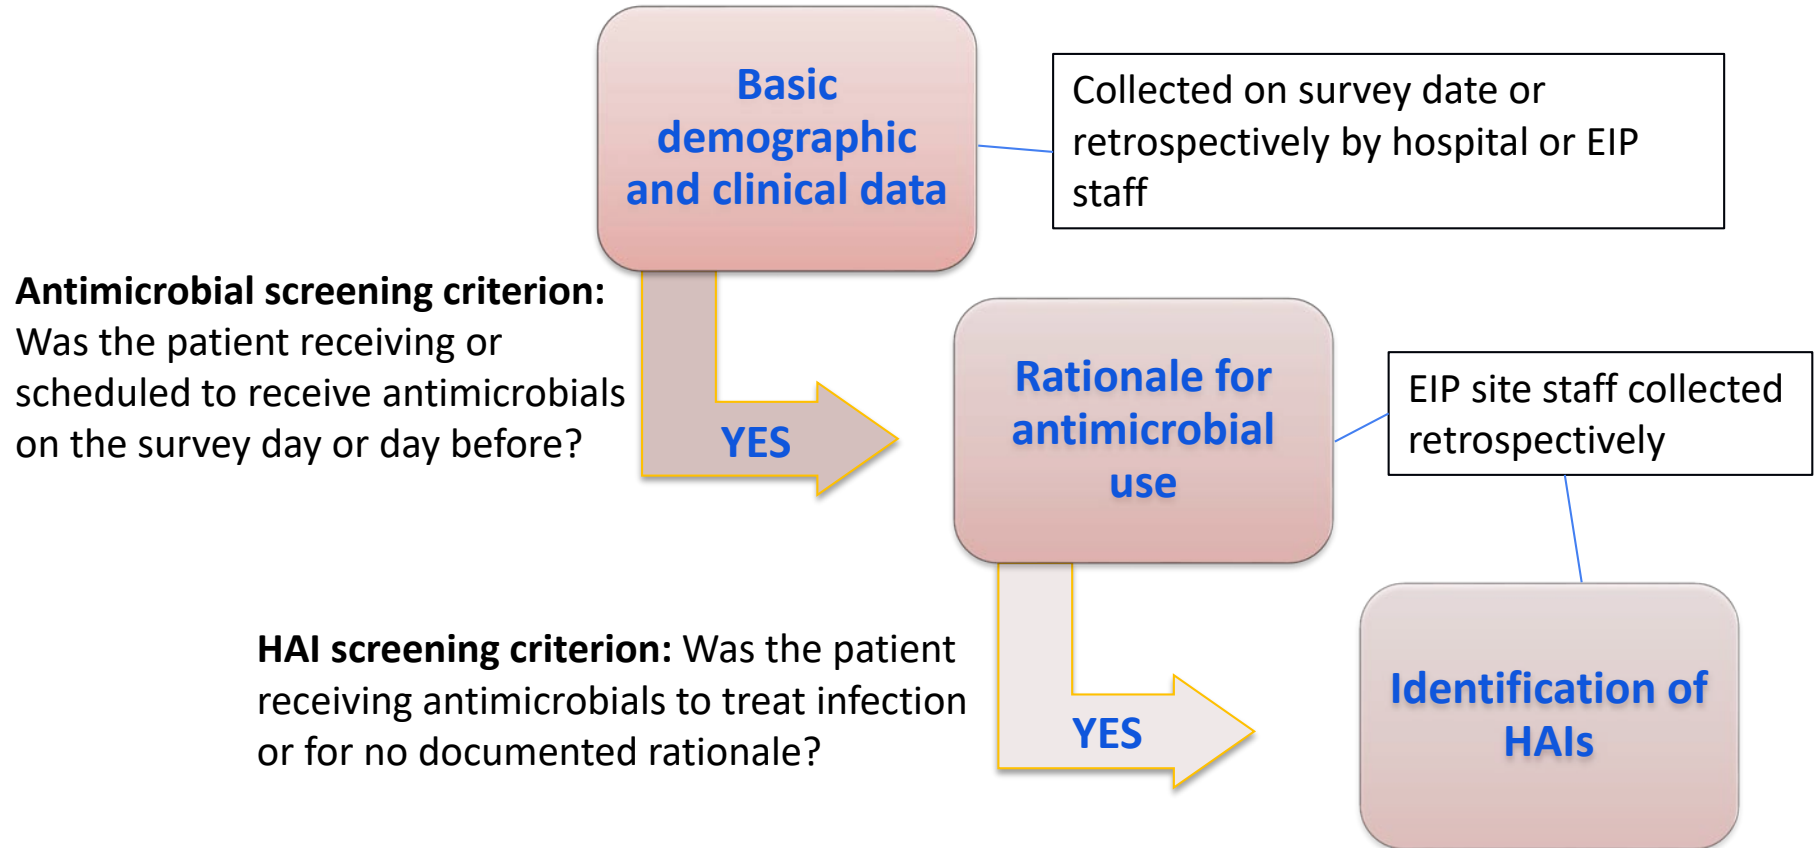 Basic
demographic
and clinical data
Collected on survey date or
retrospectively by hospital or EIP
staff
Antimicrobial screening criterion:
Was the patient receiving or
scheduled to receive antimicrobials
on the survey day or day before?
YES
Rationale for
antimicrobial
use
EIP site staff collected
retrospectively
HAI screening criterion: Was the patient
receiving antimicrobials to treat infection
or for no documented rationale?
YES
Identification of
HAIs